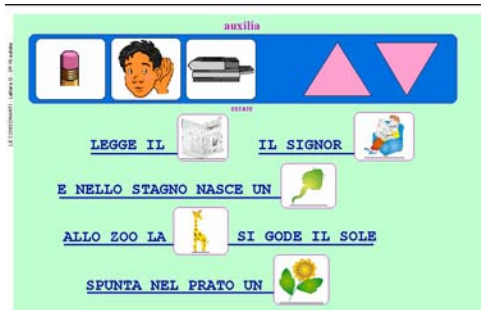 auxilia
ESTATE
LEGGE IL IL SIGNOR
E NELLO STAGNO NASCE UN
ALLO ZOO LA SI GODE IL SOLE
SPUNTA NEL PRATO UN